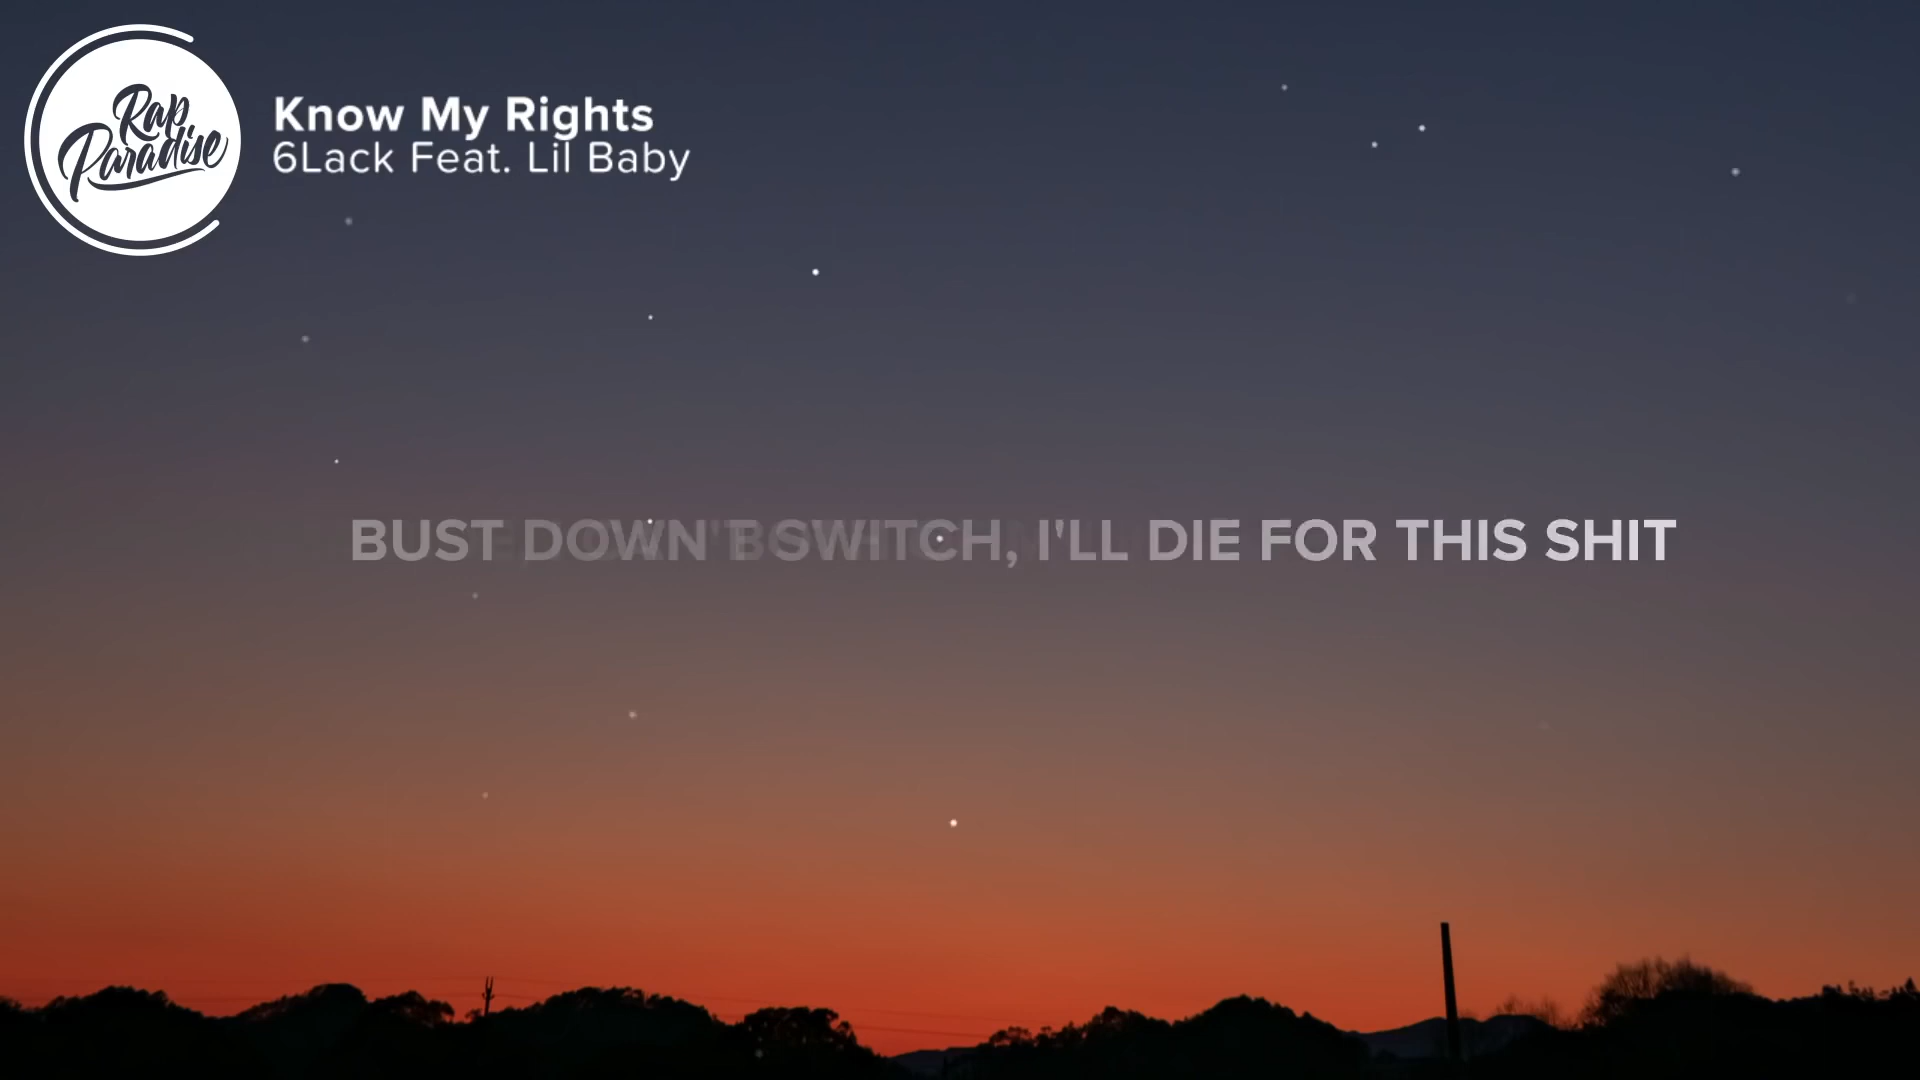 Rap
Paradise
Know My Rights
6Lack Feat. Lil Baby
BUST DOWN SWITCH, I'LL DIE FOR THIS SHIT